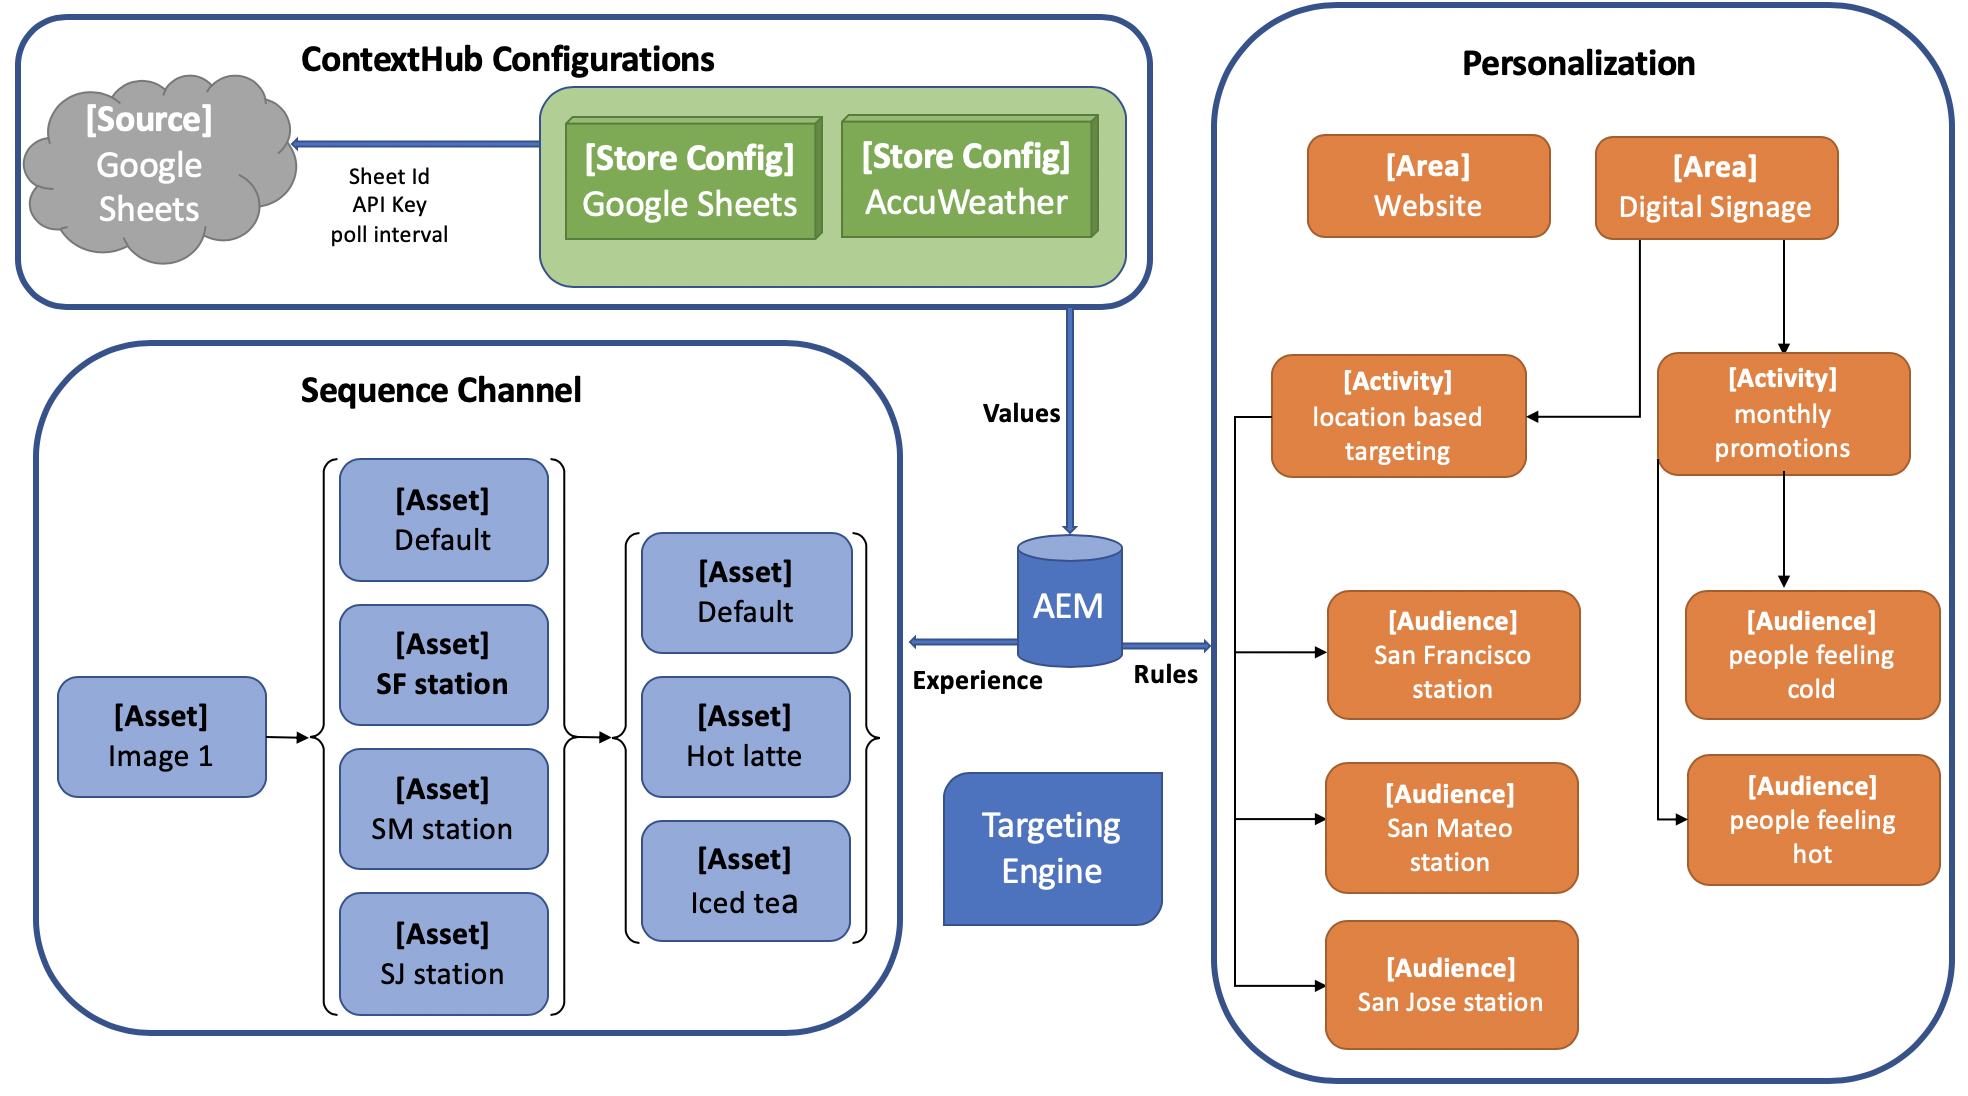 ContextHub Configurations
[Source]
Google
Sheets
Sheet Id
API Key
poll interval
[Store Config]
Google Sheets
[Store Config]
AccuWeather
Sequence Channel
[Asset]
Image 1
[Asset]
Default
[Asset]
SF station
[Asset]
SM station
[Asset]
SJ station
[Asset]
Default
[Asset]
Hot latte
[Asset]
Iced tea
Values
AEM
Experience
Rules
Targeting
Engine
Personalization
[Area]
Website
[Area]
Digital Signage
[Activity]
location based
targeting
[Activity]
monthly
promotions
[Audience]
San Francisco
station
[Audience]
people feeling
cold
[Audience]
San Mateo
station
[Audience]
people feeling
hot
[Audience]
San Jose station